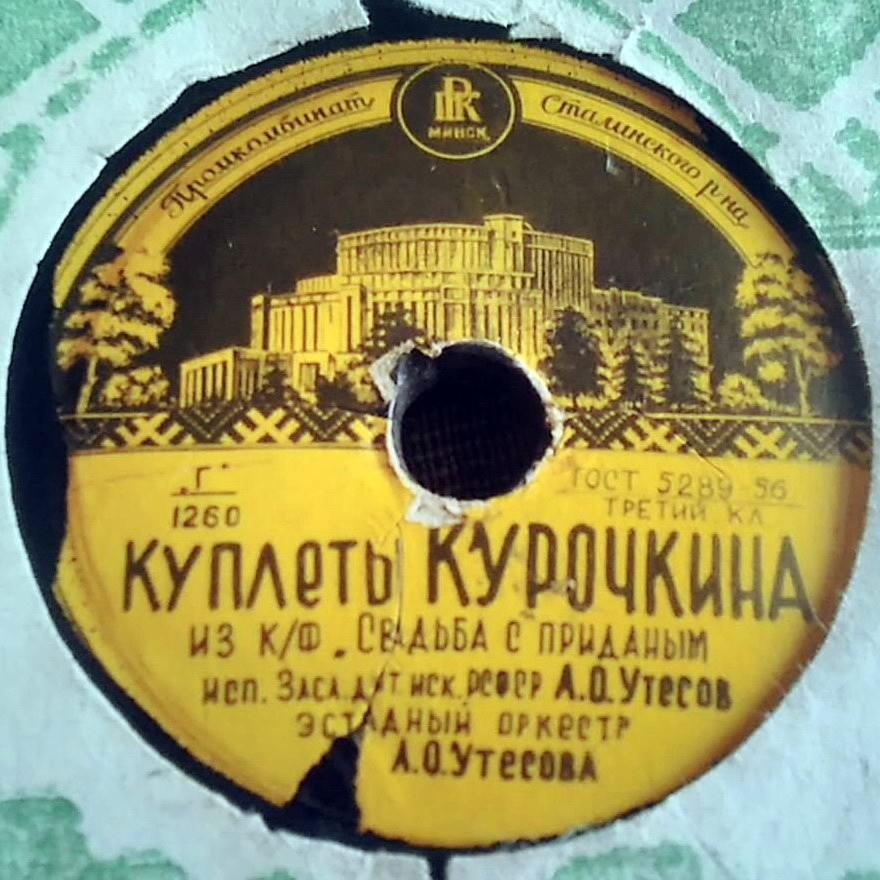 РПК
МИНСК
Промкомбинат Сталинского р-на
„Г"
1260
ГОСТ 5289-56
ТРЕТИЙ КЛ
КУПЛЕТЫ КУРОЧКИНА
ИЗ К/Ф „СВАДЬБА С ПРИДАНЫМ
ИСП. ЗАСЛ. АРТ. ИСК. РСФСР Л.О.УТЕСОВ
ЭСТРАДНЫЙ ОРКЕСТР
Л.О.УТЕСОВА